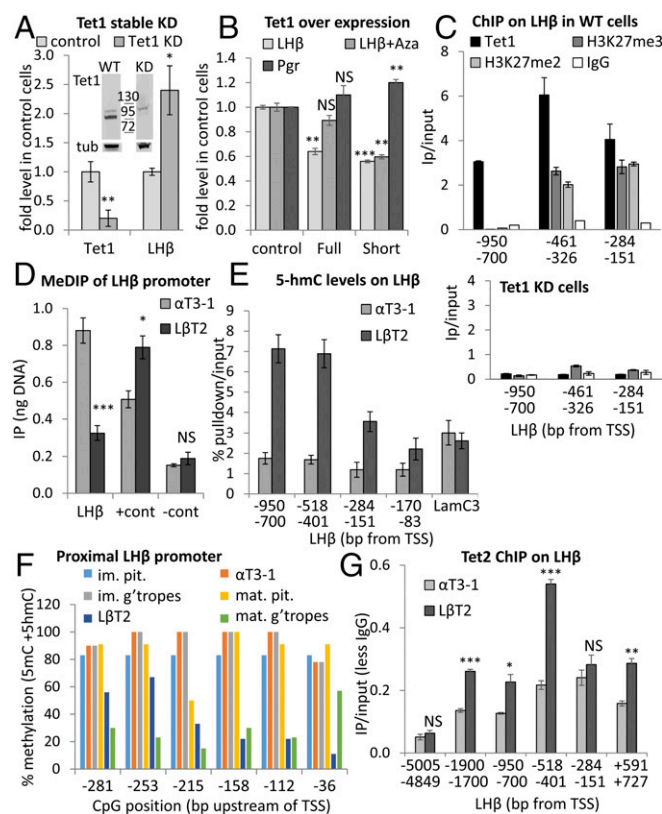 A
Tet1 stable KD
control
Tet1 KD
fold level in control cells
3.0
2.5
2.0
1.5
1.0
0.5
0.0
WT
KD
Tet1
130
95
72
tub
*
**
Tet1
LHβ
B
Tet1 over expression
LHβ
LHβ+Aza
Pgr
fold level in control cells
1.4
1.2
1.0
0.8
0.6
0.4
0.2
0.0
**
NS
NS
***
**
**
control
Full
Short
C
ChIP on LHβ in WT cells
Tet1
H3K27me3
H3K27me2
IgG
Ip/input
8
6
4
2
0
-950
-700
-461
-326
-284
-151
Tet1 KD cells
Ip/input
4
3
2
1
0
-950
-700
-461
-326
-284
-151
LHβ (bp from TSS)
D
MeDIP of LHβ promoter
αT3-1
LβT2
IP (ng DNA)
1.0
0.8
0.6
0.4
0.2
0.0
***
*
NS
LHβ
+cont
-cont
E
5-hmC levels on LHβ
αT3-1
LβT2
% pulldown/input
9
8
7
6
5
4
3
2
1
0
-950
-700
-518
-401
-284
-151
-170
-83
LamC3
LHβ (bp from TSS)
F
Proximal LHβ promoter
im. pit.
αT3-1
im. g'tropes
mat. pit.
LβT2
mat. g'tropes
% methylation (5mC +5hmC)
100
80
60
40
20
0
-281
-253
-215
-158
-112
-36
CpG position (bp upstream of TSS)
G
Tet2 ChIP on LHβ
αT3-1
LβT2
IP/input (less IgG)
0.6
0.4
0.2
0.0
NS
***
*
***
NS
**
-5005
-4849
-1900
-1700
-950
-700
-518
-401
-284
-151
+591
+727
LHβ (bp from TSS)